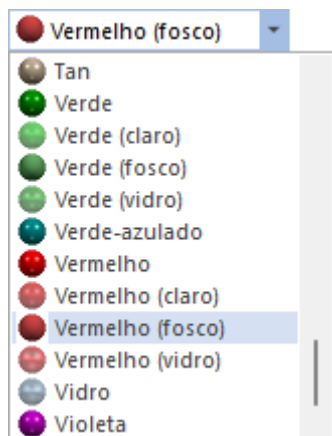 Vermelho (fosco)
Tan
Verde
Verde (claro)
Verde (fosco)
Verde (vidro)
Verde-azulado
Vermelho
Vermelho (claro)
Vermelho (fosco)
Vermelho (vidro)
Vidro
Violeta